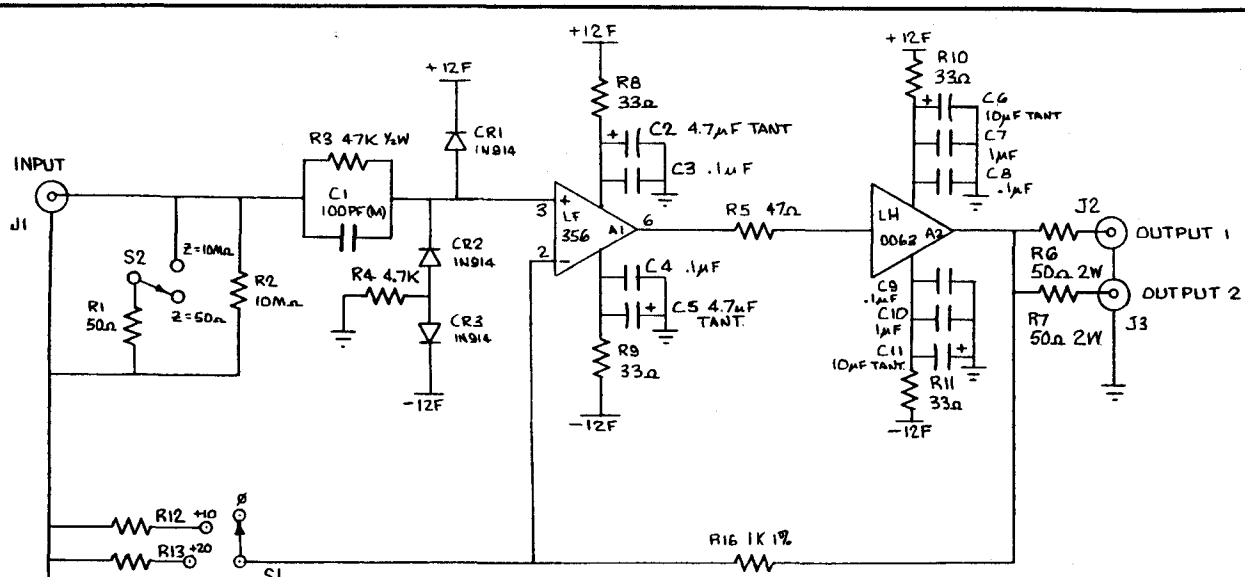 INPUT
J1
S2
R1
50Ω
Z=10MΩ
Z=50Ω
R2
10MΩ
R3 47K ½W
C1
100PF(M)
+12F
CR1
1N914
CR2
1N914
R4 4.7K
CR3
1N914
-12F
+12F
R8
33Ω
+
C2 4.7µF TANT
C3 .1µF
3
+
LF
356
A1
6
2
-
C4 .1µF
+
C5 4.7µF
TANT.
R9
33Ω
-12F
R5 47Ω
+12F
R10
33Ω
+
C6
10µF TANT
C7
1µF
C8
.1µF
LH
A2
C9
.1µF
C10
1µF
C11
10µF TANT.
+
R11
33Ω
-12F
J2
OUTPUT 1
R6
50Ω 2W
OUTPUT 2
J3
R7
50Ω 2W
R12
+10
R13
+20
Ø
S1
R16 1K 1%